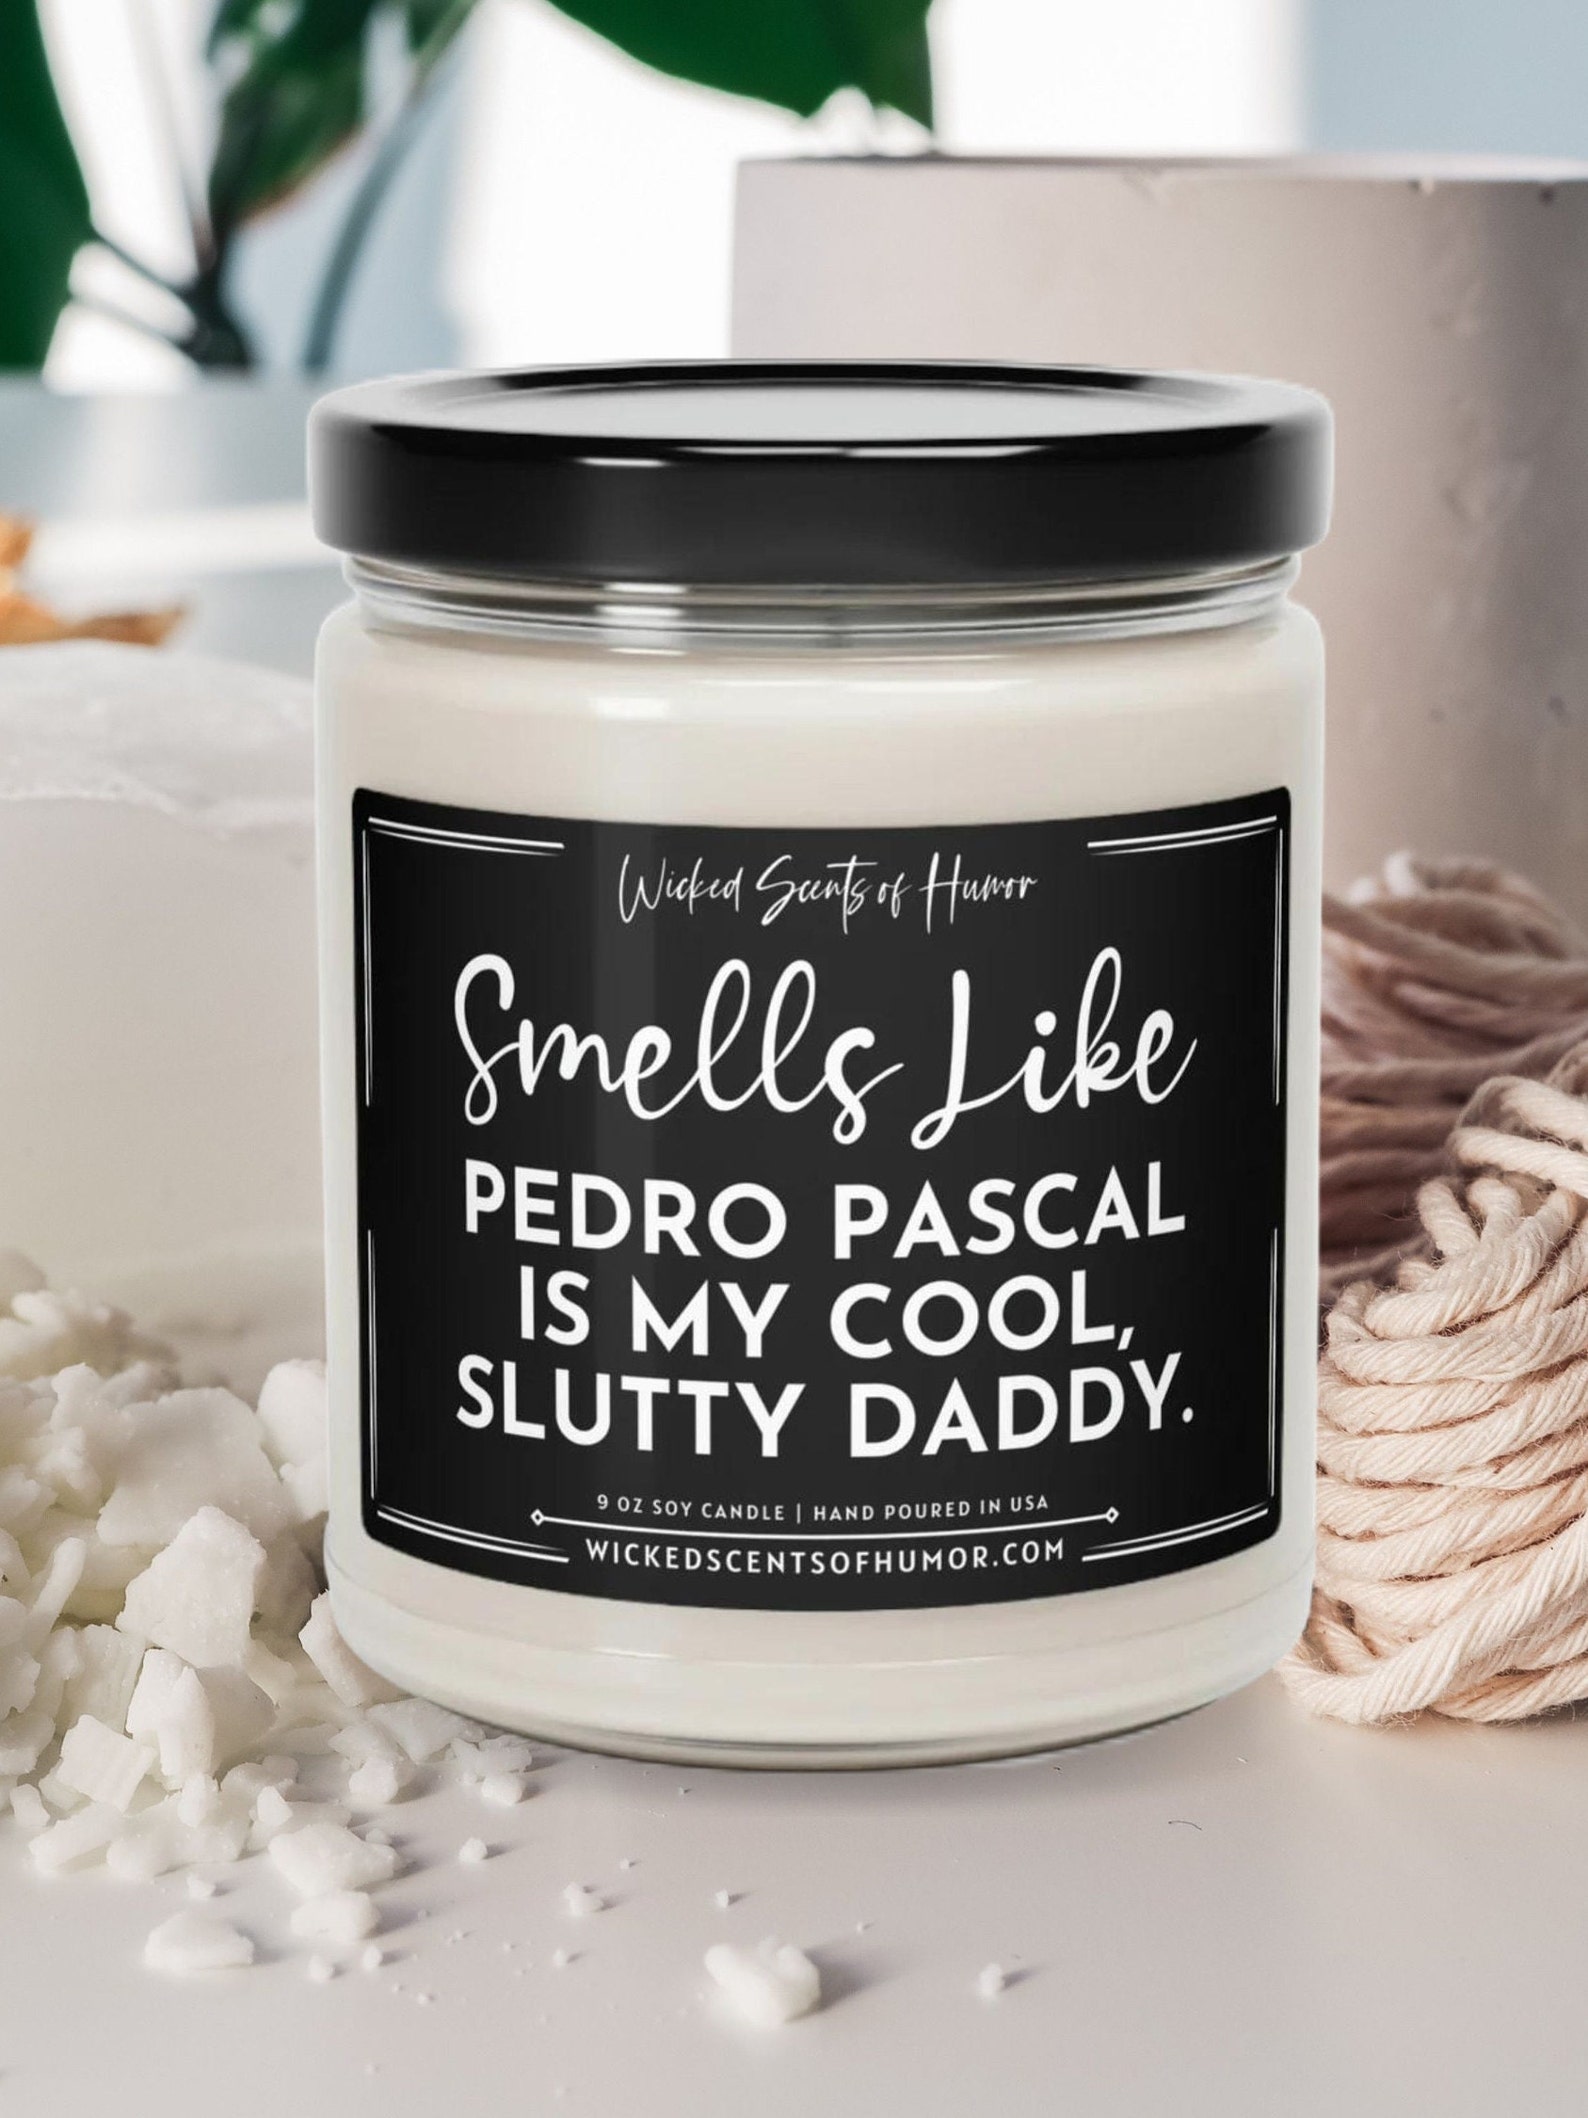 Wicked Scents of Humor
Smells Like
PEDRO PASCAL
IS MY COOL,
SLUTTY DADDY.
9 OZ SOY CANDLE | HAND POURED IN USA
WICKEDSCENTSOFHUMOR.COM